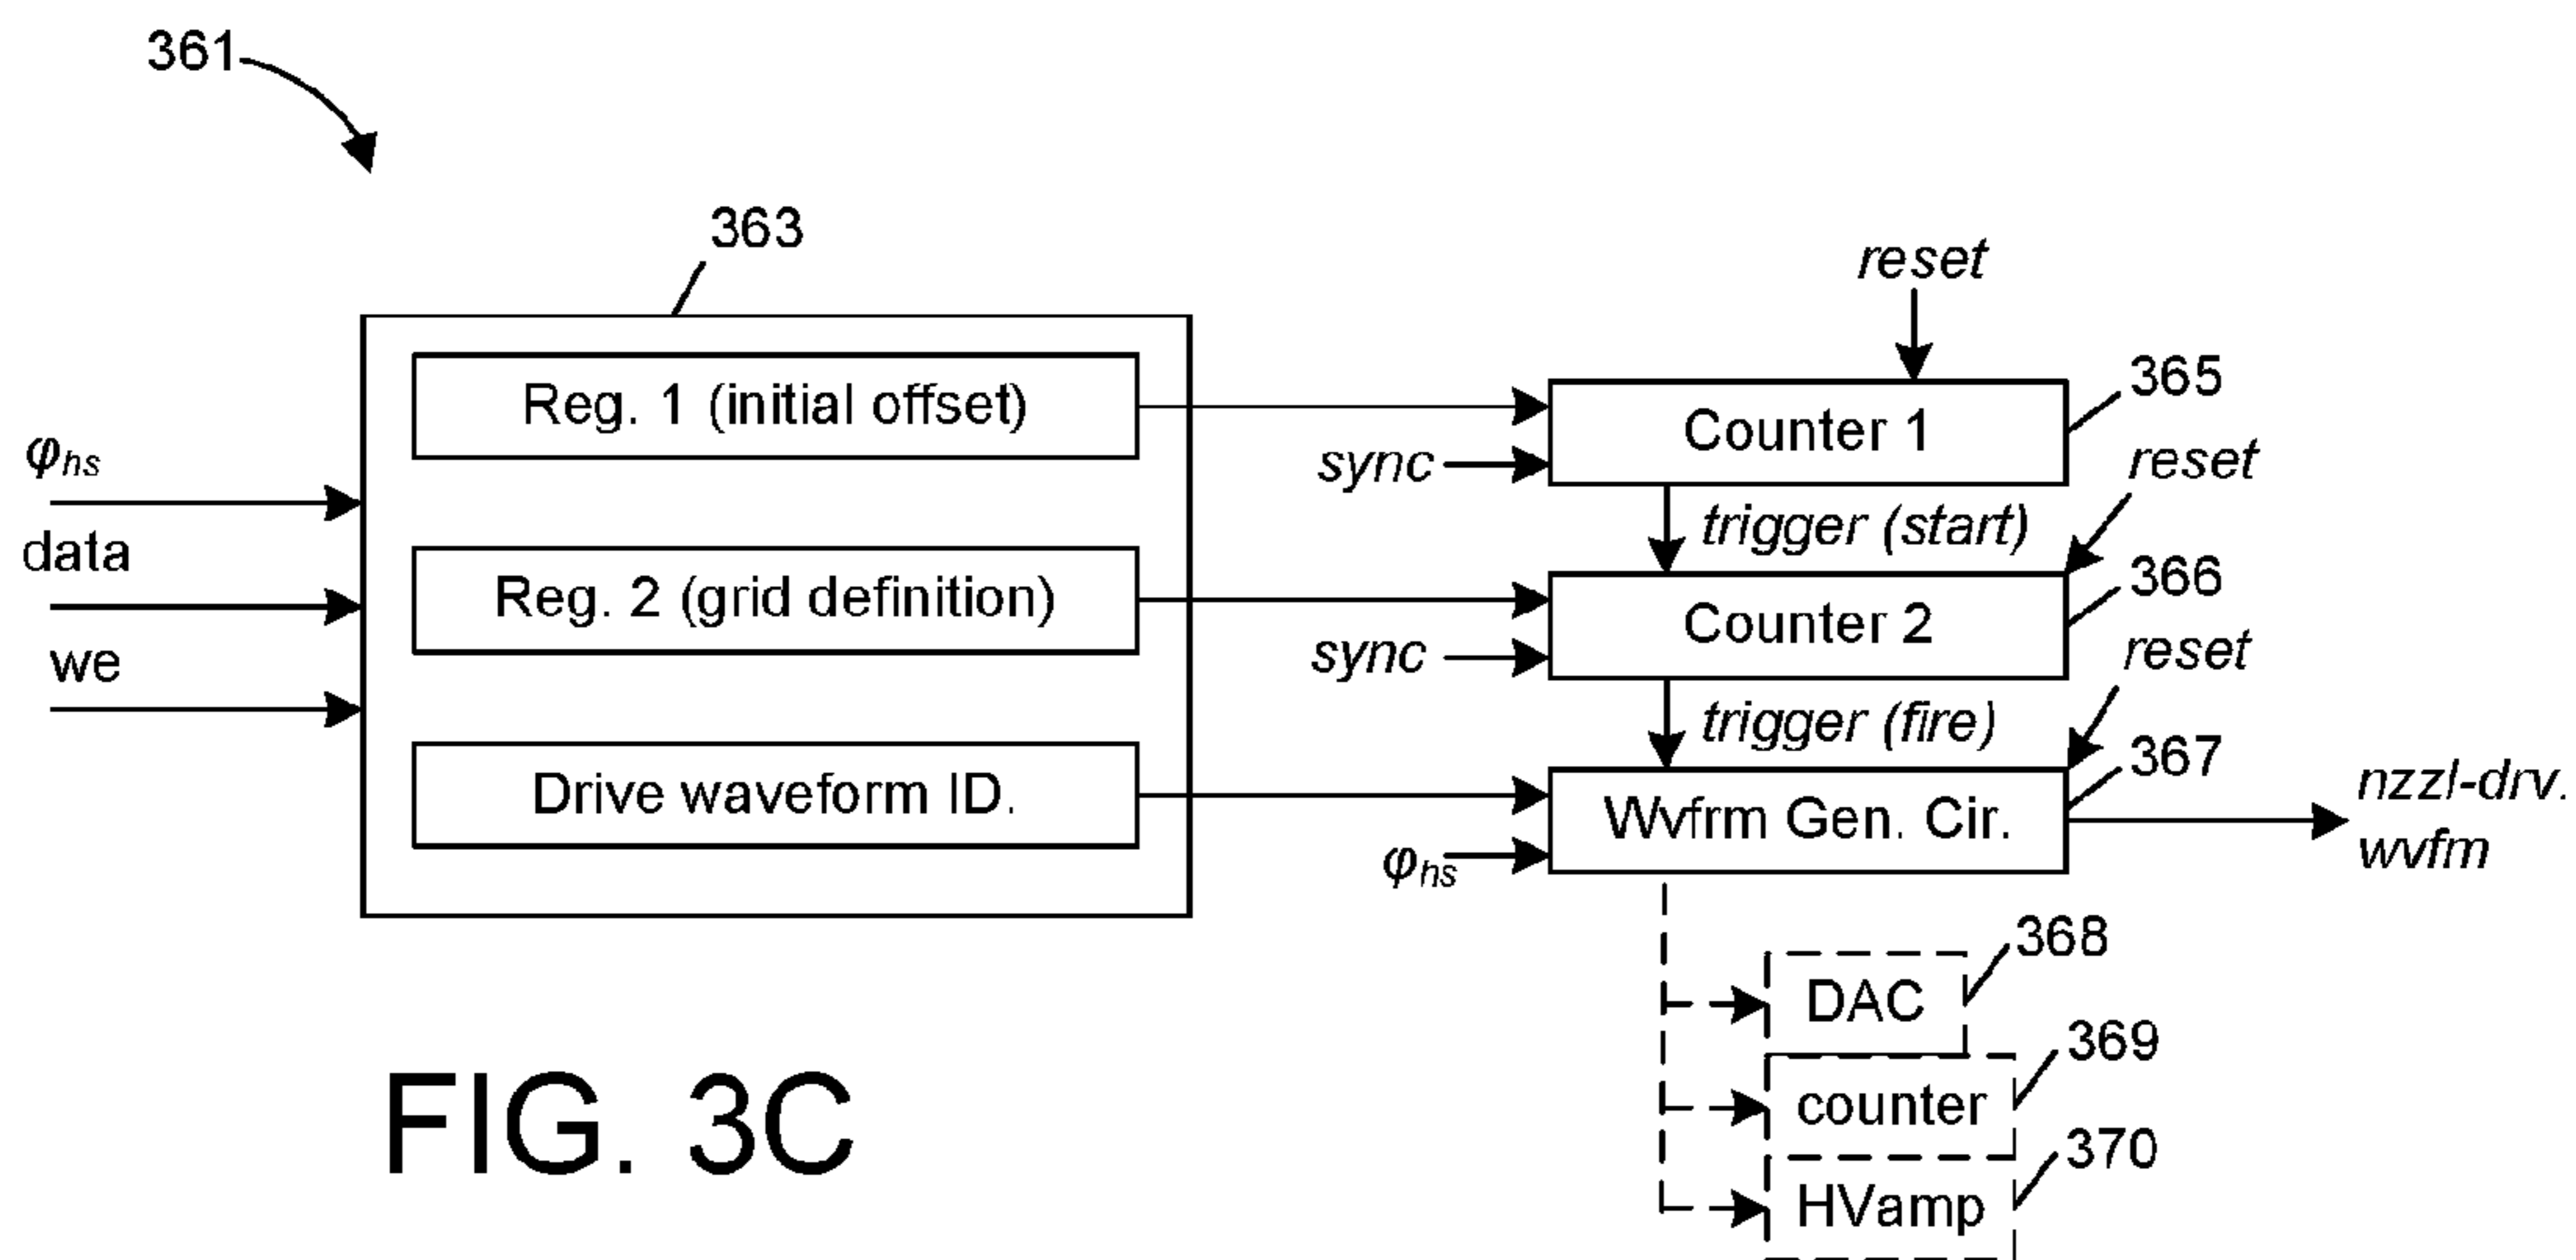 361
363
reset
Reg. 1 (initial offset)
Counter 1
365
φhs
sync
reset
data
trigger (start)
Reg. 2 (grid definition)
Counter 2
366
we
sync
reset
trigger (fire)
Drive waveform ID.
Wvfrm Gen. Cir.
367
nzzl-drv.
wvfm
φhs
368
DAC
369
counter
370
HVamp
FIG. 3C